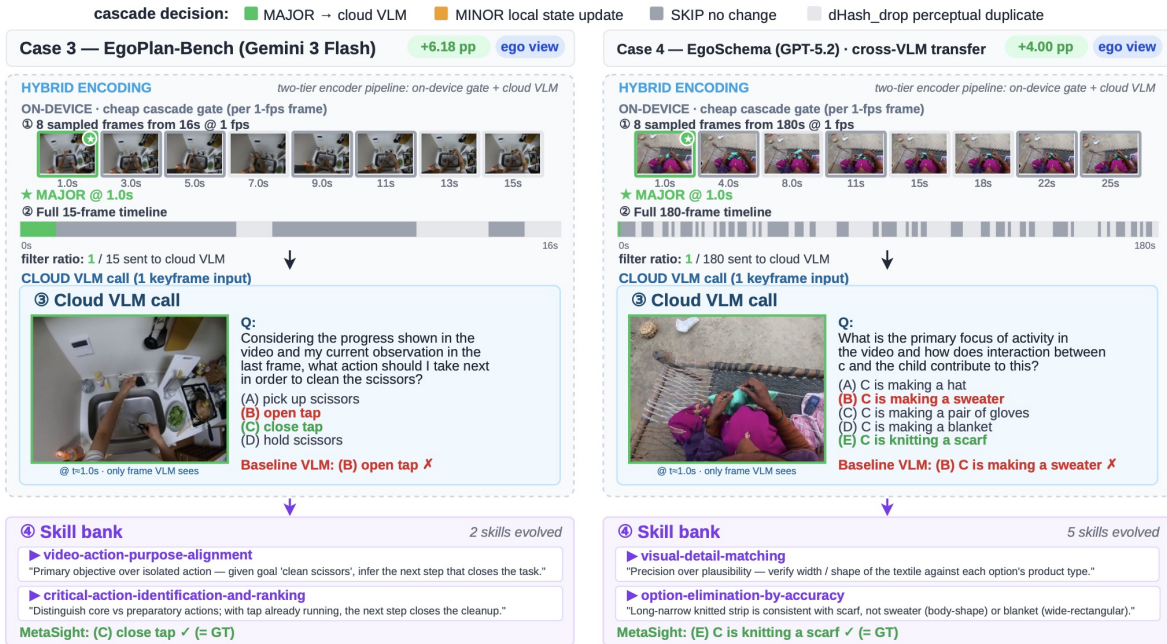 cascade decision: MAJOR → cloud VLM MINOR local state update SKIP no change dHash_drop perceptual duplicate
Case 3 — EgoPlan-Bench (Gemini 3 Flash) +6.18 pp ego view
HYBRID ENCODING two-tier encoder pipeline: on-device gate + cloud VLM
ON-DEVICE · cheap cascade gate (per 1-fps frame)
① 8 sampled frames from 16s @ 1 fps
1.0s 3.0s 5.0s 7.0s 9.0s 11s 13s 15s
★ MAJOR @ 1.0s
② Full 15-frame timeline
0s 16s
filter ratio: 1 / 15 sent to cloud VLM
CLOUD VLM call (1 keyframe input)
③ Cloud VLM call
Q:
Considering the progress shown in the
video and my current observation in the
last frame, what action should I take next
in order to clean the scissors?
(A) pick up scissors
(B) open tap
(C) close tap
(D) hold scissors
Baseline VLM: (B) open tap ✗
@ t≈1.0s · only frame VLM sees
④ Skill bank 2 skills evolved
▶ video-action-purpose-alignment
"Primary objective over isolated action — given goal 'clean scissors', infer the next step that closes the task."
▶ critical-action-identification-and-ranking
"Distinguish core vs preparatory actions; with tap already running, the next step closes the cleanup."
MetaSight: (C) close tap ✓ (= GT)
Case 4 — EgoSchema (GPT-5.2) · cross-VLM transfer +4.00 pp ego view
HYBRID ENCODING two-tier encoder pipeline: on-device gate + cloud VLM
ON-DEVICE · cheap cascade gate (per 1-fps frame)
① 8 sampled frames from 180s @ 1 fps
1.0s 4.0s 8.0s 11s 15s 18s 22s 25s
★ MAJOR @ 1.0s
② Full 180-frame timeline
0s 180s
filter ratio: 1 / 180 sent to cloud VLM
CLOUD VLM call (1 keyframe input)
③ Cloud VLM call
Q:
What is the primary focus of activity in
the video and how does interaction between
c and the child contribute to this?
(A) C is making a hat
(B) C is making a sweater
(C) C is making a pair of gloves
(D) C is making a blanket
(E) C is knitting a scarf
Baseline VLM: (B) C is making a sweater ✗
@ t≈1.0s · only frame VLM sees
④ Skill bank 5 skills evolved
▶ visual-detail-matching
"Precision over plausibility — verify width / shape of the textile against each option's product type."
▶ option-elimination-by-accuracy
"Long-narrow knitted strip is consistent with scarf, not sweater (body-shape) or blanket (wide-rectangular)."
MetaSight: (E) C is knitting a scarf ✓ (= GT)